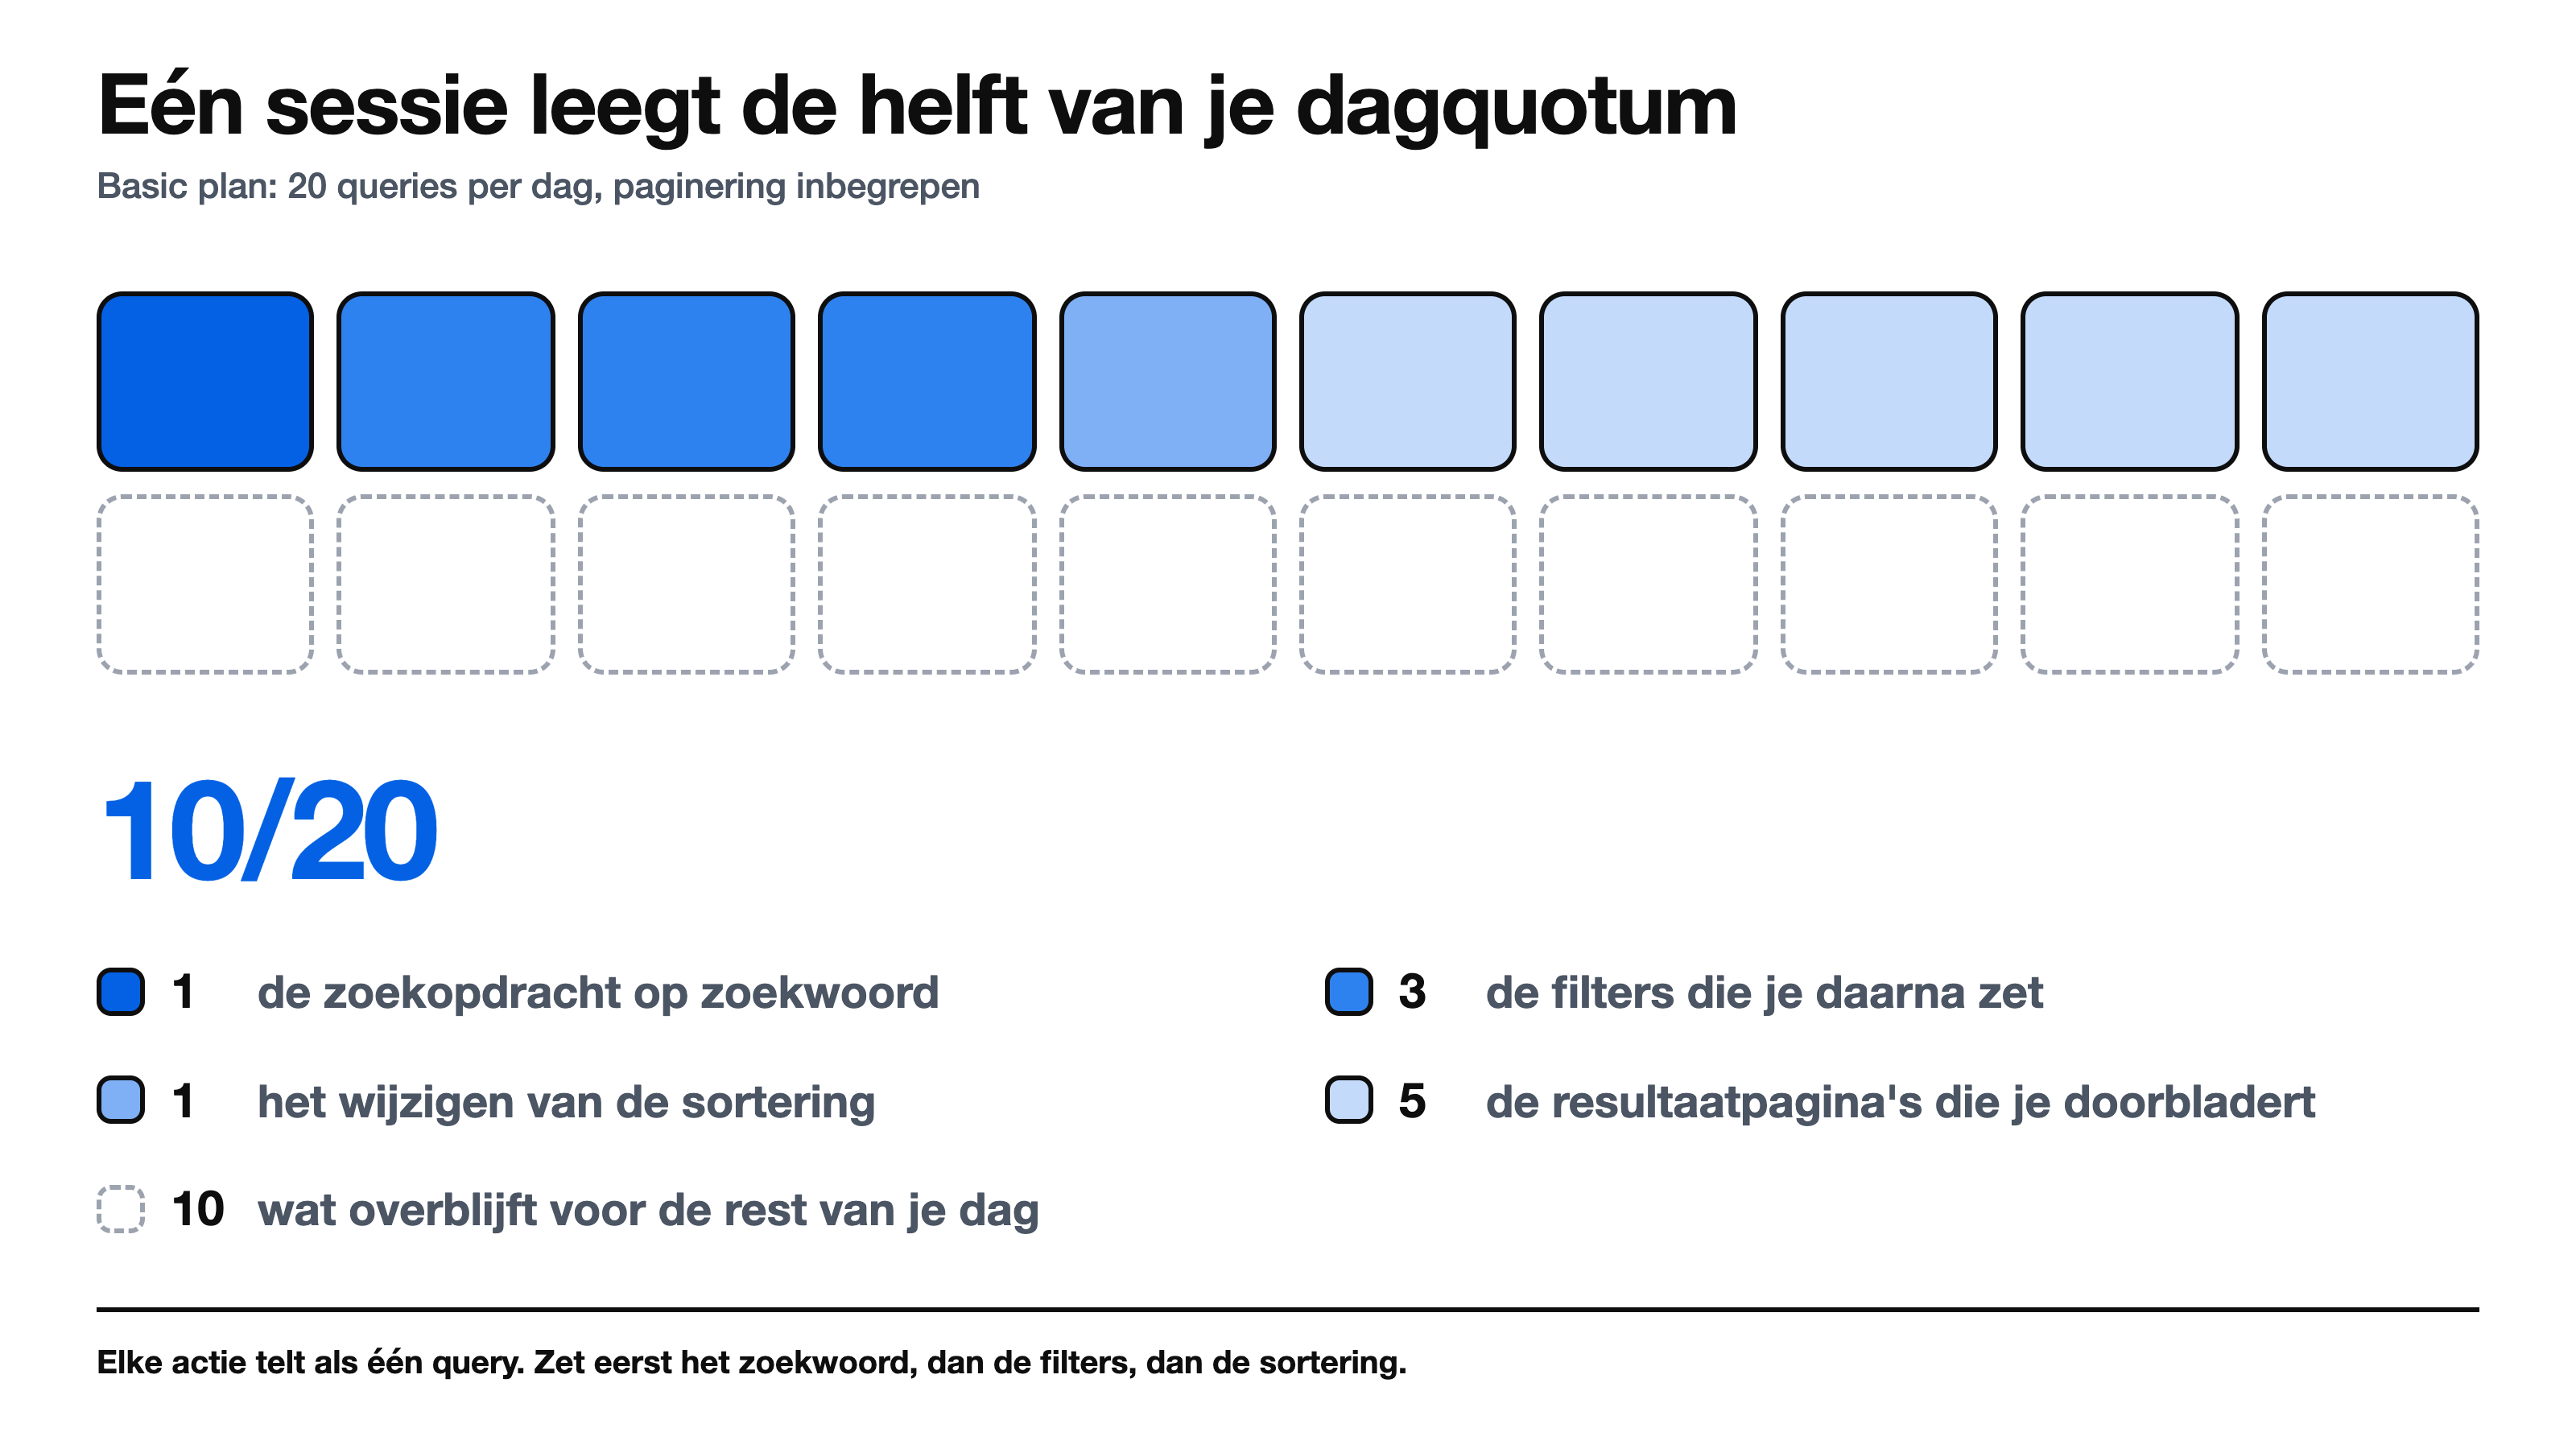 Eén sessie leegt de helft van je dagquotum
Basic plan: 20 queries per dag, paginering inbegrepen
10/20
1 de zoekopdracht op zoekwoord
3 de filters die je daarna zet
1 het wijzigen van de sortering
5 de resultaatpagina's die je doorbladert
10 wat overblijft voor de rest van je dag
Elke actie telt als één query. Zet eerst het zoekwoord, dan de filters, dan de sortering.